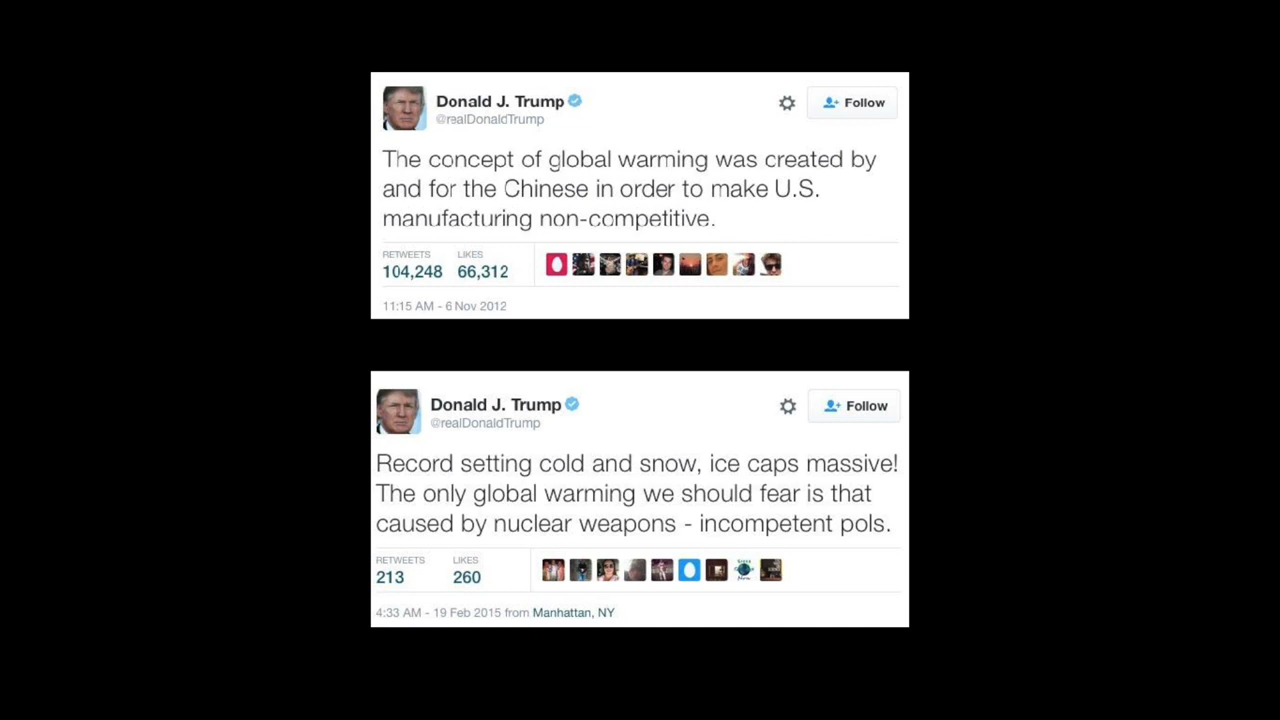 Donald J. Trump
@realDonaldTrump
Follow
The concept of global warming was created by
and for the Chinese in order to make U.S.
manufacturing non-competitive.
RETWEETS LIKES
104,248 66,312
11:15 AM - 6 Nov 2012
Donald J. Trump
@realDonaldTrump
Follow
Record setting cold and snow, ice caps massive!
The only global warming we should fear is that
caused by nuclear weapons - incompetent pols.
RETWEETS LIKES
213 260
4:33 AM - 19 Feb 2015 from Manhattan, NY